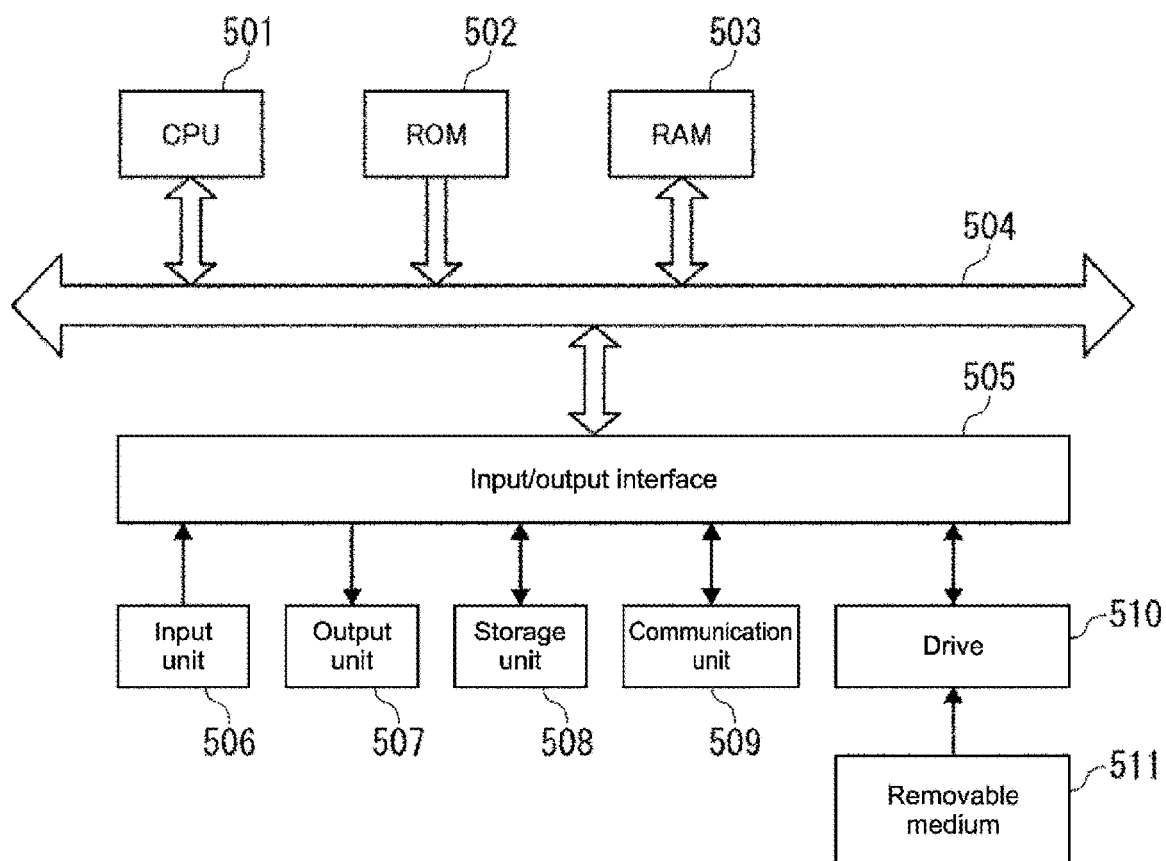 501
502
503
CPU
ROM
RAM
504
505
Input/output interface
Input
unit
Output
unit
Storage
unit
Communication
unit
Drive
510
506
507
508
509
Removable
medium
511